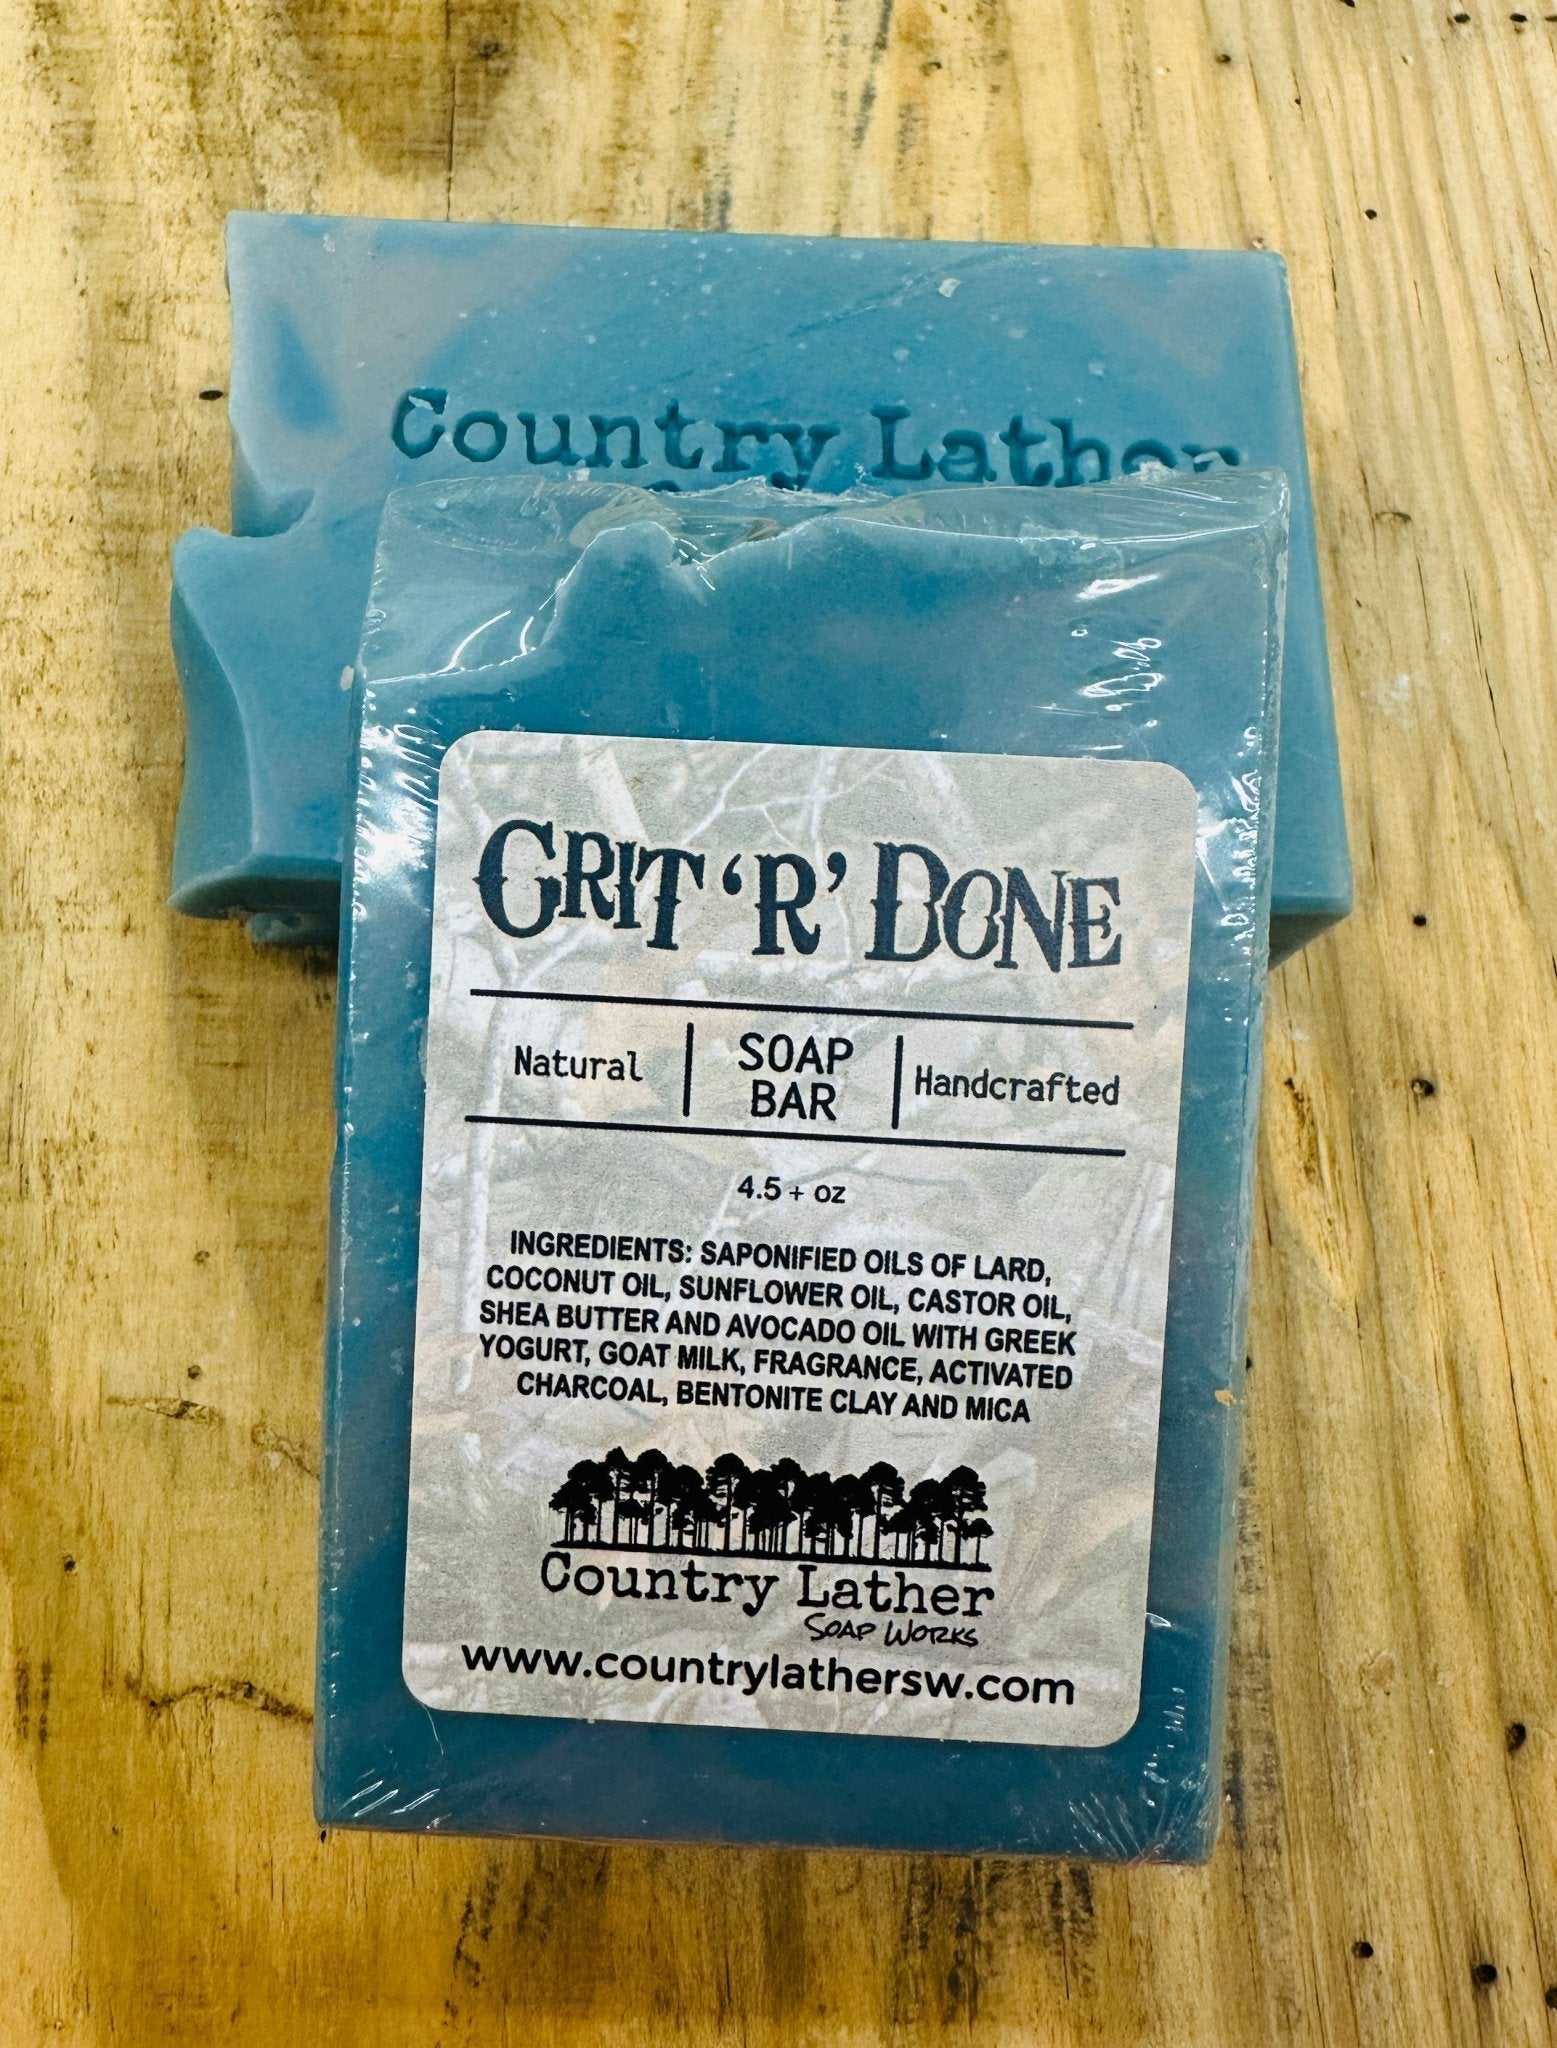 Country Lather
GRIT 'R' DONE
Natural
SOAP
BAR
Handcrafted
4.5 + oz
INGREDIENTS: SAPONIFIED OILS OF LARD,
COCONUT OIL, SUNFLOWER OIL, CASTOR OIL,
SHEA BUTTER AND AVOCADO OIL WITH GREEK
YOGURT, GOAT MILK, FRAGRANCE, ACTIVATED
CHARCOAL, BENTONITE CLAY AND MICA
Country Lather
SOAP WORKS
www.countrylathersw.com